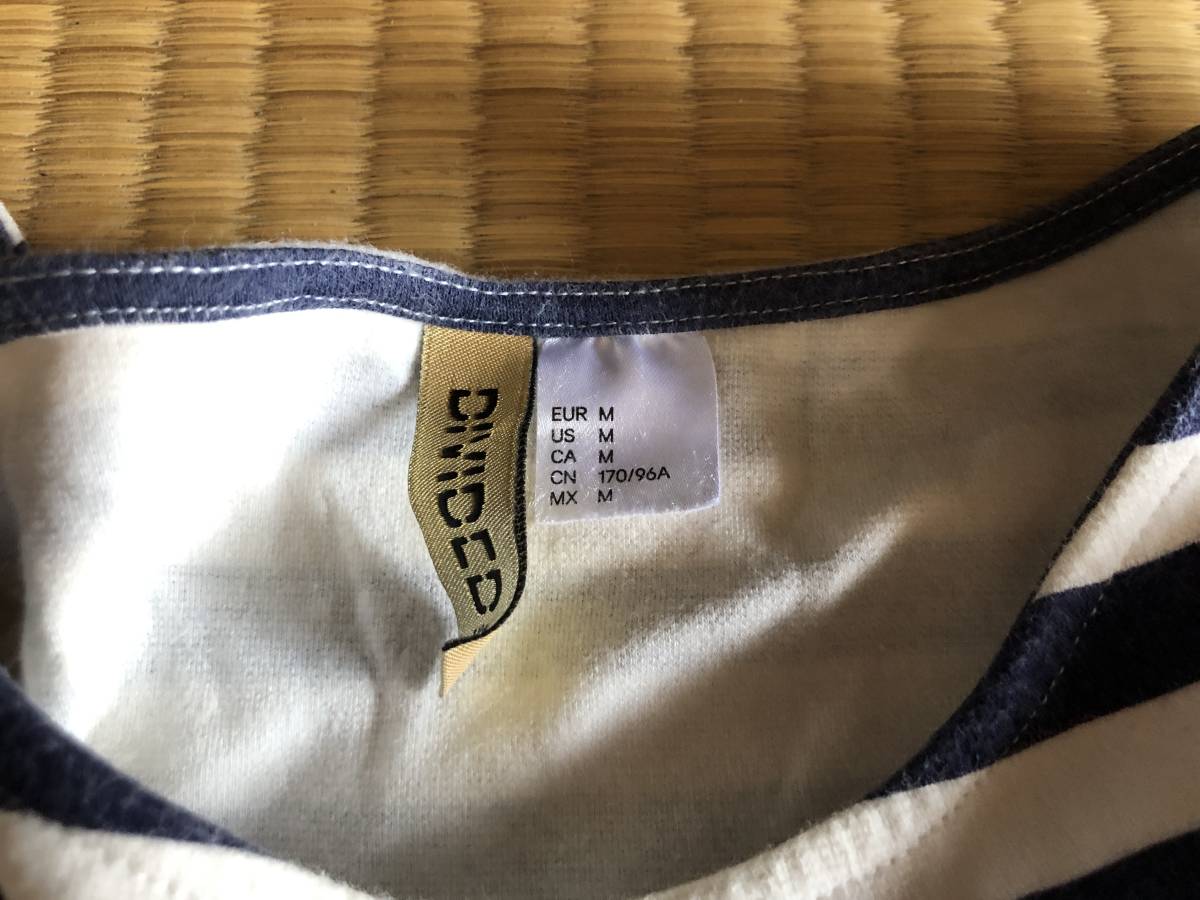 DIVIDED
EUR M
US M
CA M
CN 170/96A
MX M